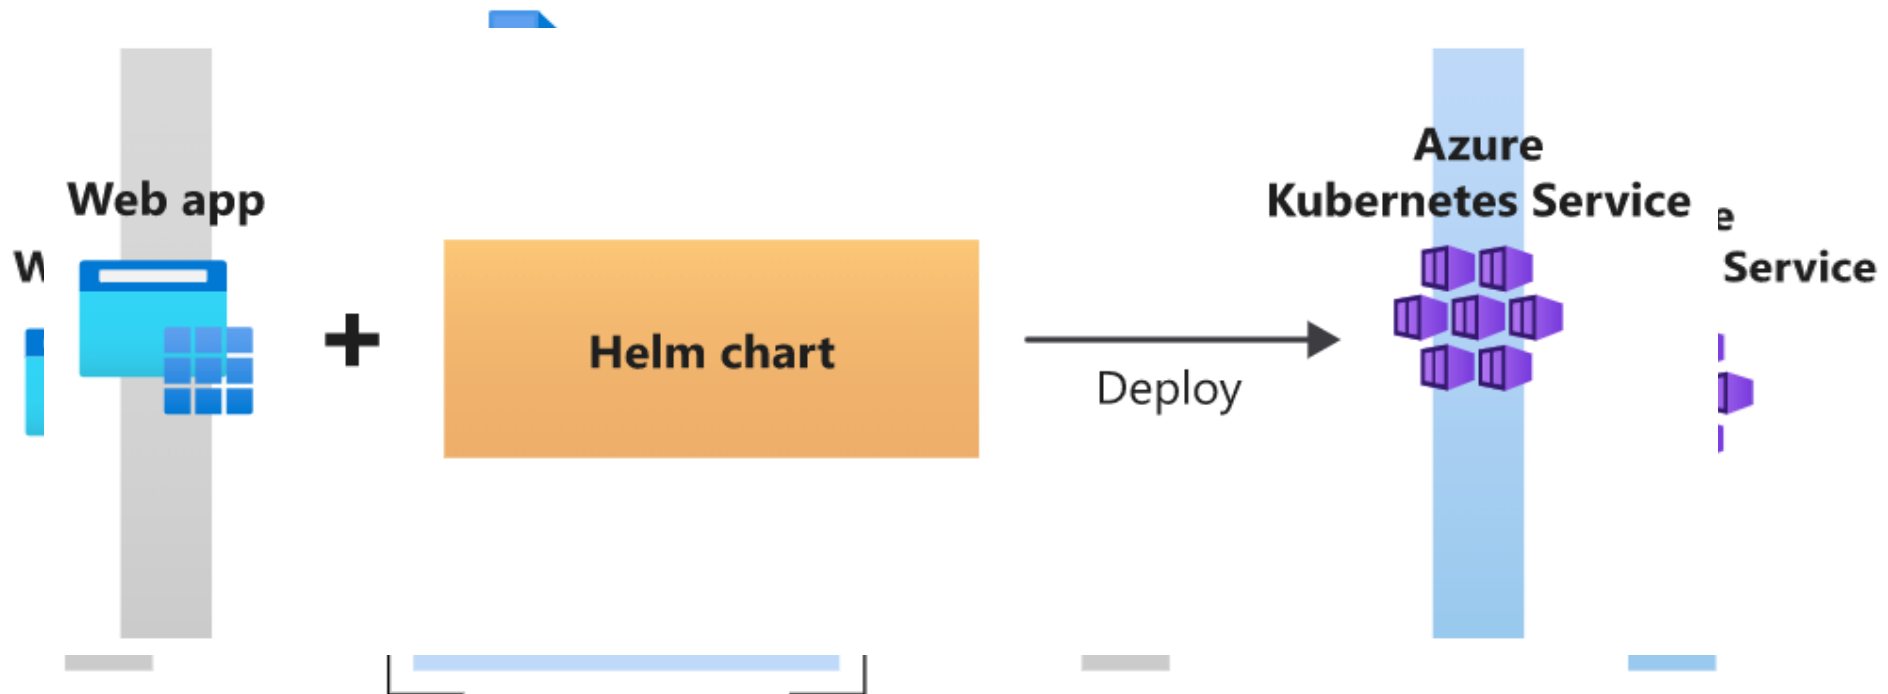 Web app
Helm chart
Deploy
Azure
Kubernetes Service
e
Service
W